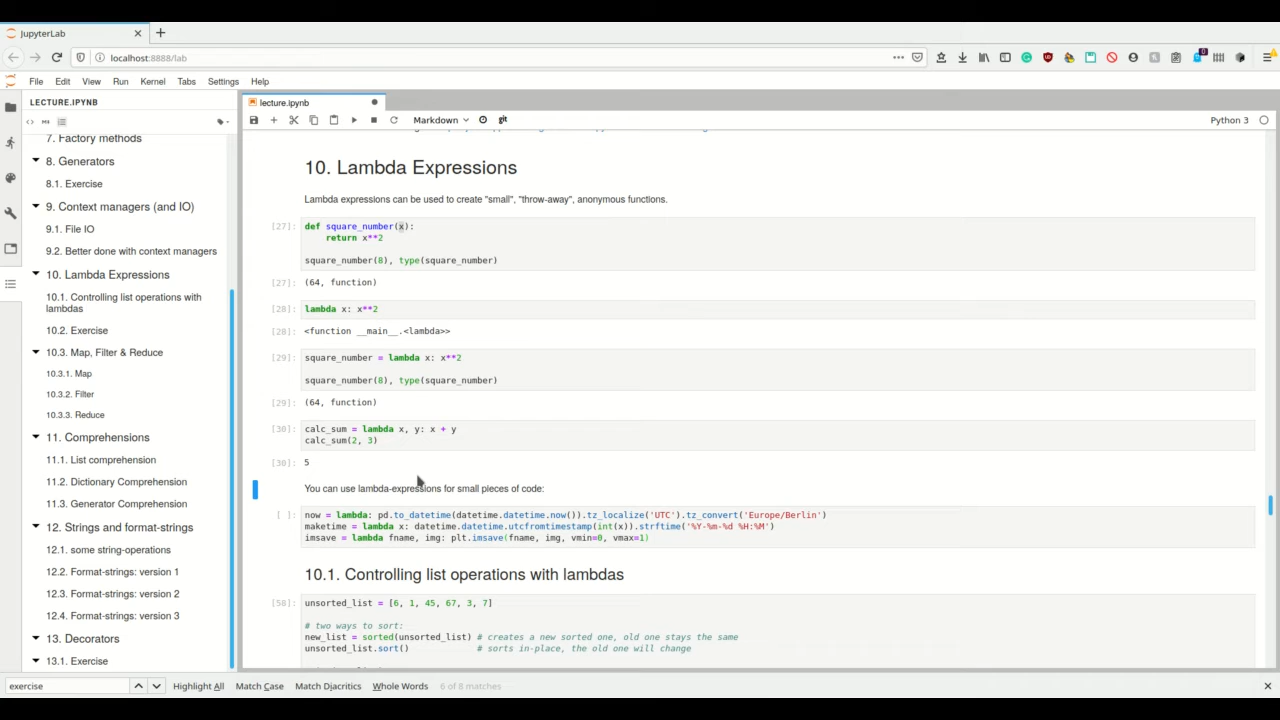 JupyterLab
localhost:8888/lab
0
File Edit View Run Kernel Tabs Settings Help
LECTURE.IPYNB
7. Factory methods
8. Generators
8.1. Exercise
9. Context managers (and IO)
9.1. File IO
9.2. Better done with context managers
10. Lambda Expressions
10.1. Controlling list operations with
lambdas
10.2. Exercise
10.3. Map, Filter & Reduce
10.3.1. Map
10.3.2. Filter
10.3.3. Reduce
11. Comprehensions
11.1. List comprehension
11.2. Dictionary Comprehension
11.3. Generator Comprehension
12. Strings and format-strings
12.1. some string-operations
12.2. Format-strings: version 1
12.3. Format-strings: version 2
12.4. Format-strings: version 3
13. Decorators
13.1. Exercise
lecture.ipynb
Markdown git Python 3
10. Lambda Expressions
Lambda expressions can be used to create "small", "throw-away", anonymous functions.
[27]: def square_number(x):
    return x**2
square_number(8), type(square_number)
[27]: (64, function)
[28]: lambda x: x**2
[28]: <function __main__.<lambda>>
[29]: square_number = lambda x: x**2
square_number(8), type(square_number)
[29]: (64, function)
[30]: calc_sum = lambda x, y: x + y
calc_sum(2, 3)
[30]: 5
You can use lambda-expressions for small pieces of code:
[ ]: now = lambda: pd.to_datetime(datetime.datetime.now()).tz_localize('UTC').tz_convert('Europe/Berlin')
maketime = lambda x: datetime.datetime.utcfromtimestamp(int(x)).strftime('%Y-%m-%d %H:%M')
imsave = lambda fname, img: plt.imsave(fname, img, vmin=0, vmax=1)
10.1. Controlling list operations with lambdas
[58]: unsorted_list = [6, 1, 45, 67, 3, 7]
# two ways to sort:
new_list = sorted(unsorted_list) # creates a new sorted one, old one stays the same
unsorted_list.sort() # sorts in-place, the old one will change
exercise Highlight All Match Case Match Diacritics Whole Words 6 of 8 matches